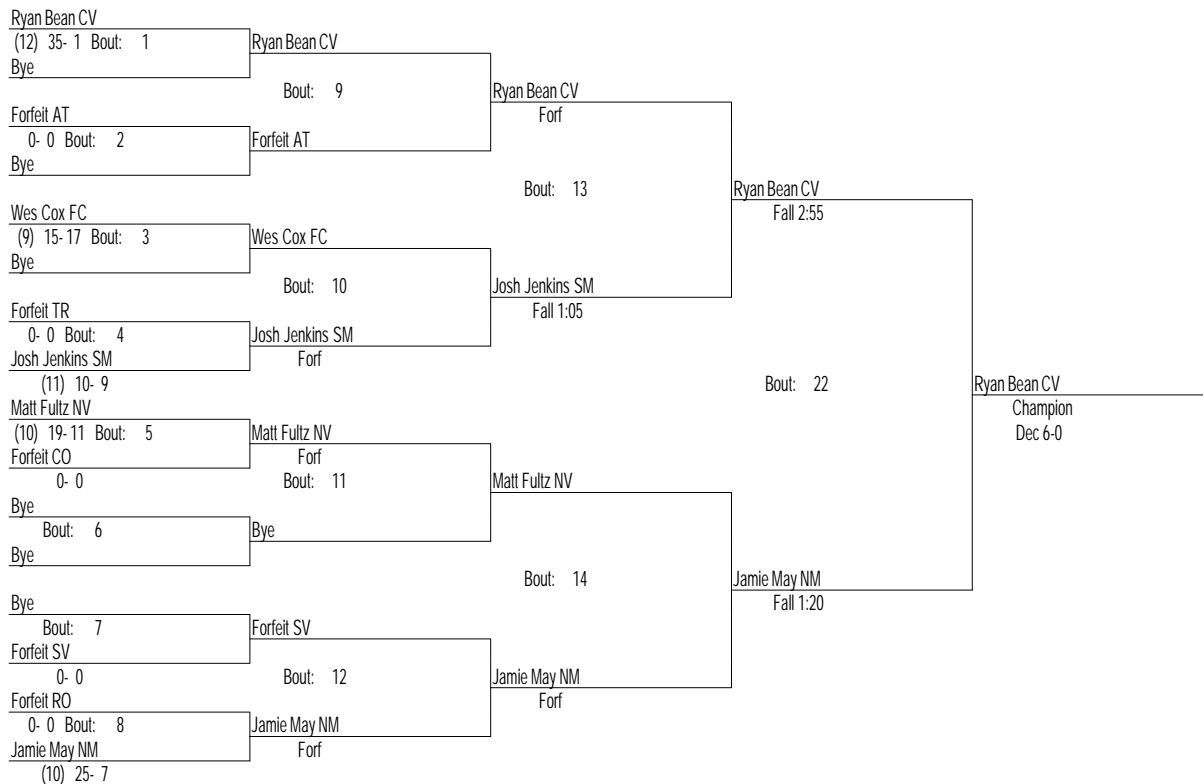 Ryan Bean CV
(12) 35- 1 Bout: 1
Bye
Ryan Bean CV
Bout: 9
Forfeit AT
0- 0 Bout: 2
Bye
Forfeit AT
Ryan Bean CV
Forf
Bout: 13
Wes Cox FC
(9) 15- 17 Bout: 3
Bye
Wes Cox FC
Bout: 10
Forfeit TR
0- 0 Bout: 4
Josh Jenkins SM
(11) 10- 9
Josh Jenkins SM
Forf
Josh Jenkins SM
Fall 1:05
Ryan Bean CV
Fall 2:55
Bout: 22
Matt Fultz NV
(10) 19- 11 Bout: 5
Forfeit CO
0- 0
Matt Fultz NV
Forf
Bout: 11
Bye
Bout: 6
Bye
Bye
Matt Fultz NV
Bout: 14
Bye
Bout: 7
Forfeit SV
0- 0
Forfeit SV
Bout: 12
Forfeit RO
0- 0 Bout: 8
Jamie May NM
(10) 25- 7
Jamie May NM
Forf
Jamie May NM
Forf
Jamie May NM
Fall 1:20
Ryan Bean CV
Champion
Dec 6-0